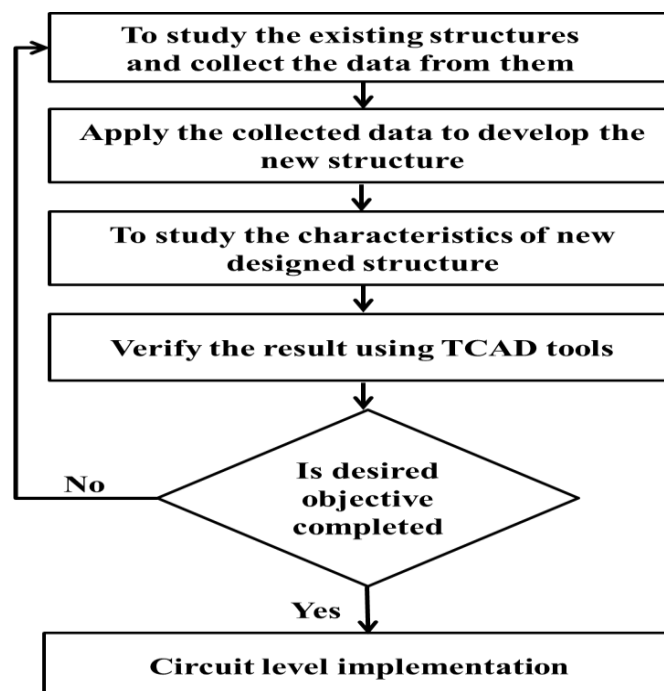 To study the existing structures
and collect the data from them
Apply the collected data to develop the
new structure
To study the characteristics of new
designed structure
Verify the result using TCAD tools
Is desired
objective
completed
No
Yes
Circuit level implementation